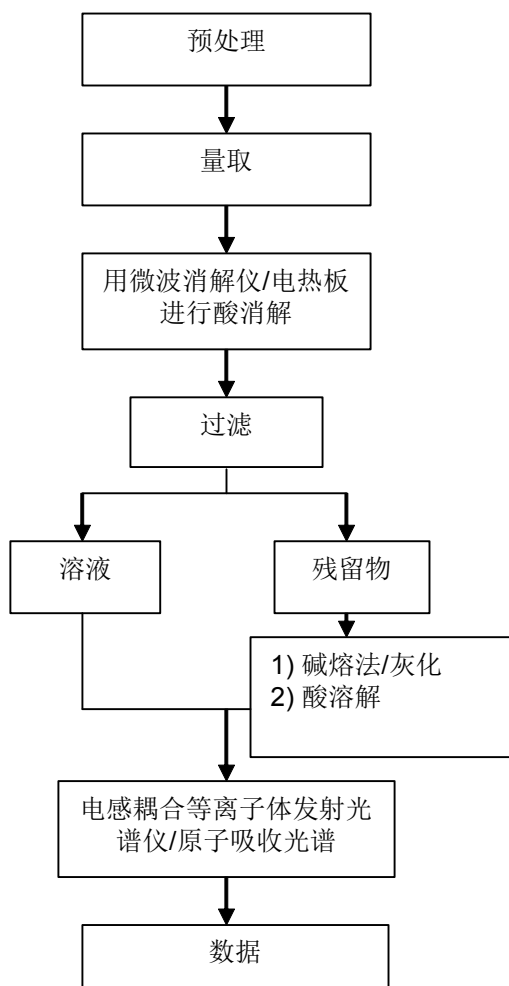 预处理
量取
用微波消解仪/电热板
进行酸消解
过滤
溶液
残留物
1) 碱熔法/灰化
2) 酸溶解
电感耦合等离子体发射光
谱仪/原子吸收光谱
数据